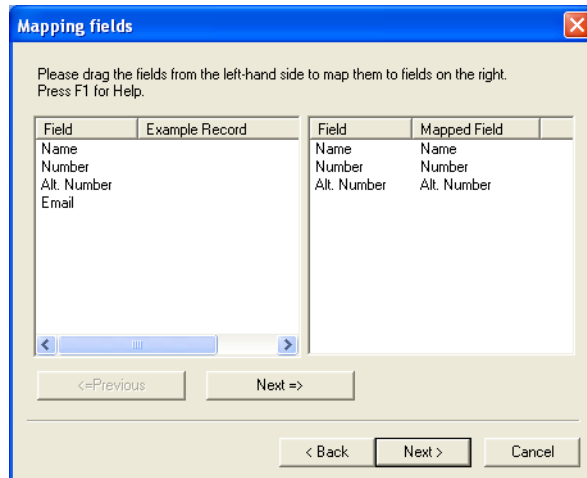 Mapping fields
Please drag the fields from the left-hand side to map them to fields on the right.
Press F1 for Help.
Field Example Record
Name
Number
Alt. Number
Email
Field Mapped Field
Name Name
Number Number
Alt. Number Alt. Number
<=Previous Next =>
< Back Next > Cancel